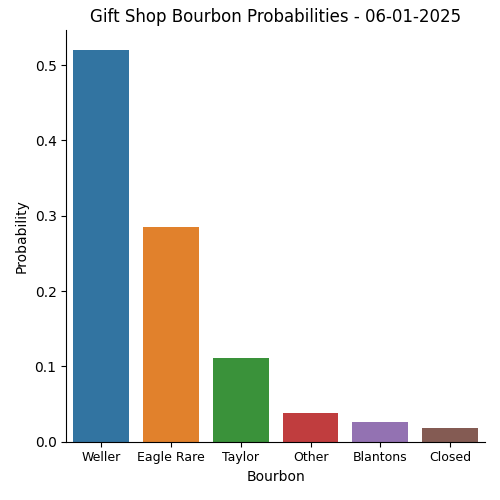 Gift Shop Bourbon Probabilities - 06-01-2025
0.5
0.4
0.3
0.2
0.1
0.0
Probability
Weller Eagle Rare Taylor Other Blantons Closed
Bourbon